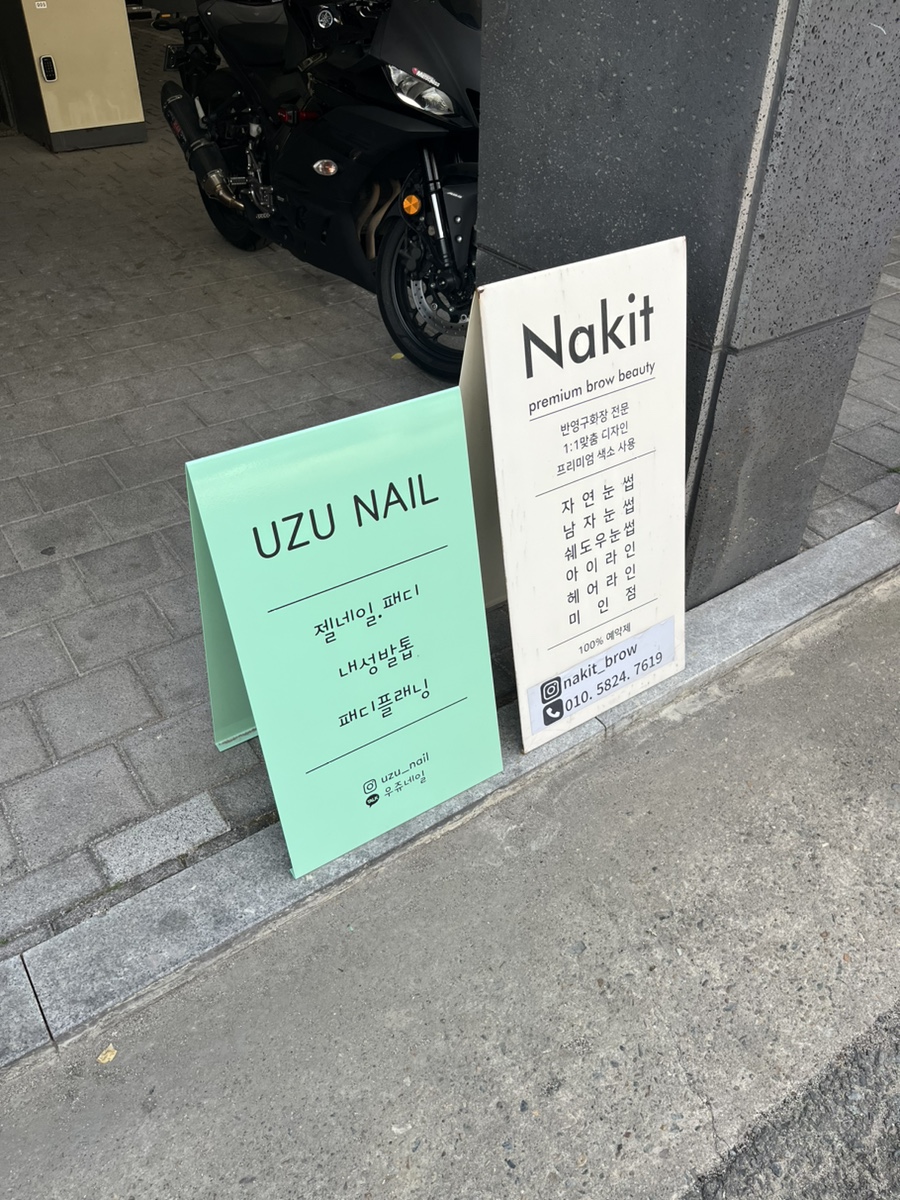 UZU NAIL
젤네일.패디
내성발톱
패디플래닝
uzu_nail
TALK 우쥬네일
Nakit
premium brow beauty
반영구화장 전문
1:1맞춤 디자인
프리미엄 색소 사용
자연눈썹
남자눈썹
쉐도우눈썹
아이라인
헤어라인
미인점
100% 예약제
nakit_brow
010. 5824. 7619